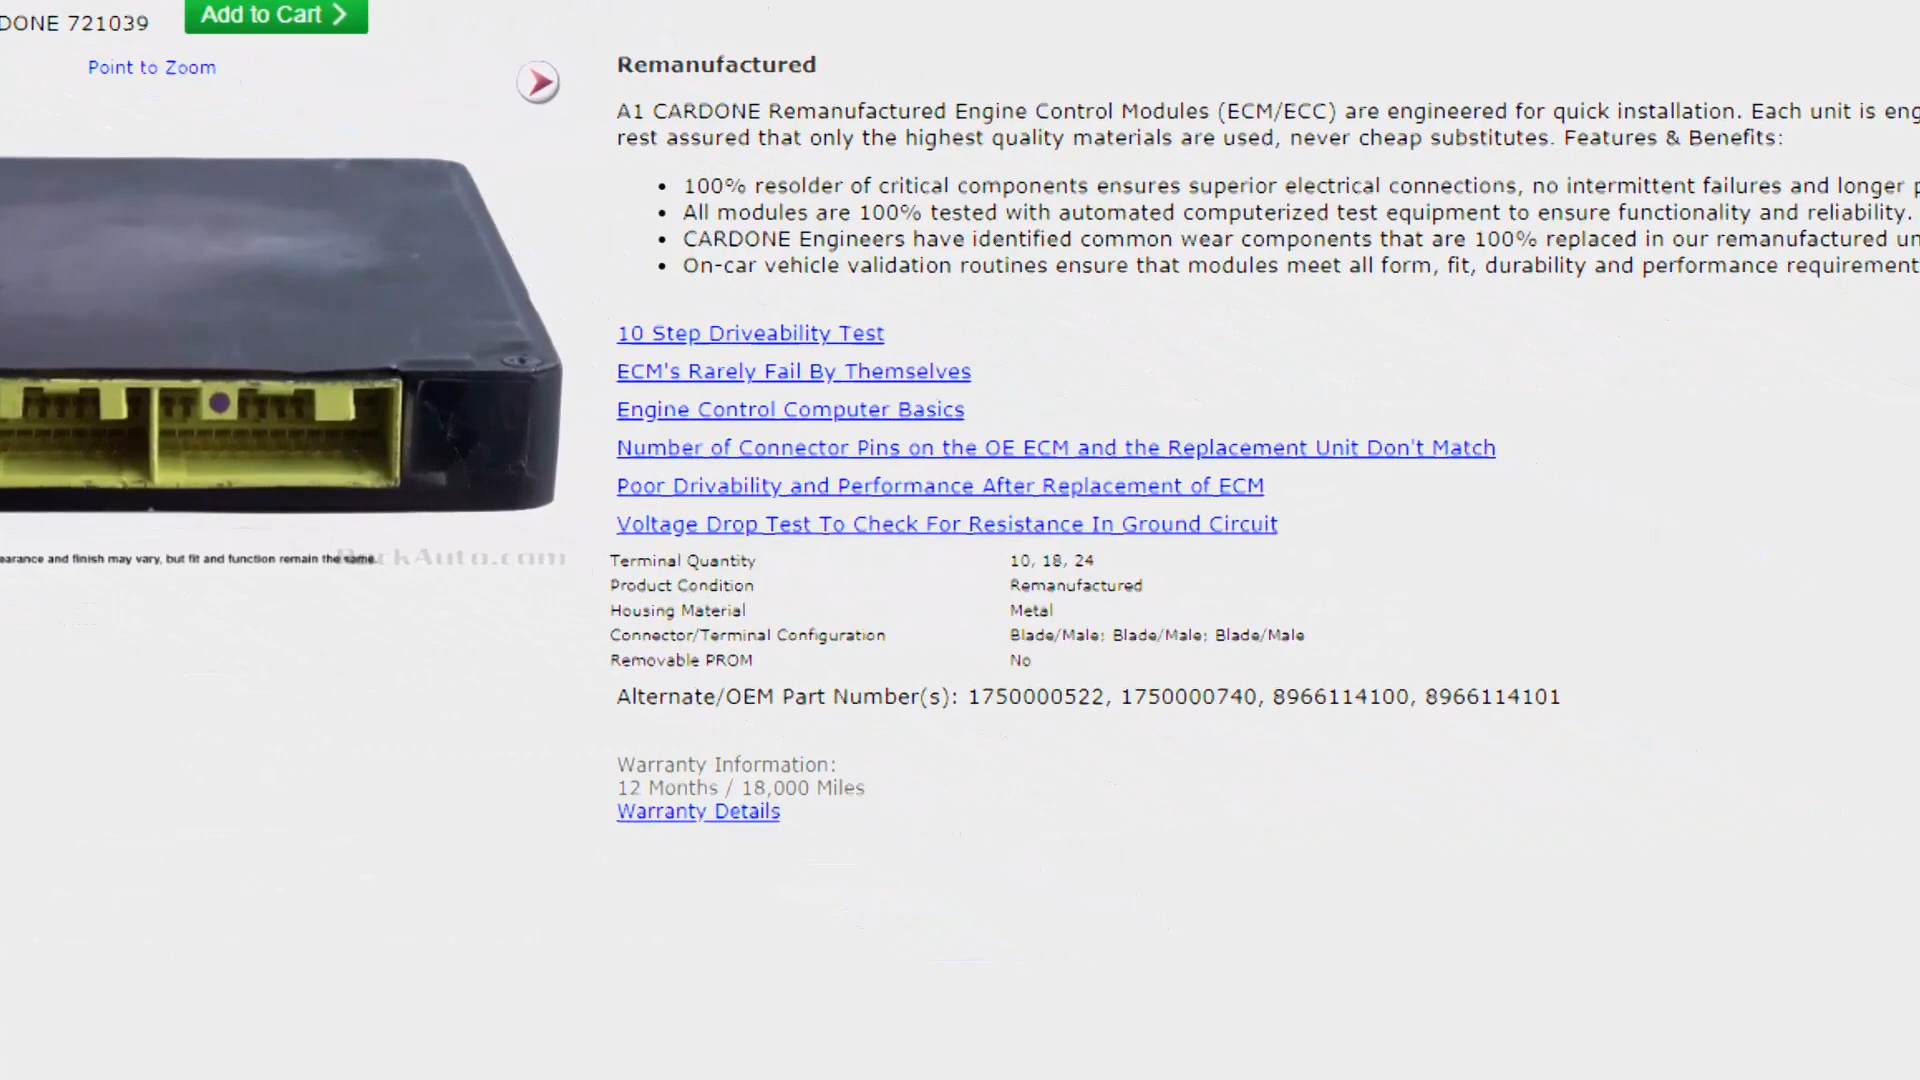 DONE 721039
Add to Cart
Point to Zoom
Remanufactured
A1 CARDONE Remanufactured Engine Control Modules (ECM/ECC) are engineered for quick installation. Each unit is eng
rest assured that only the highest quality materials are used, never cheap substitutes. Features & Benefits:
• 100% resolder of critical components ensures superior electrical connections, no intermittent failures and longer p
• All modules are 100% tested with automated computerized test equipment to ensure functionality and reliability.
• CARDONE Engineers have identified common wear components that are 100% replaced in our remanufactured un
• On-car vehicle validation routines ensure that modules meet all form, fit, durability and performance requirement
10 Step Driveability Test
ECM's Rarely Fail By Themselves
Engine Control Computer Basics
Number of Connector Pins on the OE ECM and the Replacement Unit Don't Match
Poor Drivability and Performance After Replacement of ECM
Voltage Drop Test To Check For Resistance In Ground Circuit
earance and finish may vary, but fit and function remain the same.
RockAuto.com
Terminal Quantity 10, 18, 24
Product Condition Remanufactured
Housing Material Metal
Connector/Terminal Configuration Blade/Male; Blade/Male; Blade/Male
Removable PROM No
Alternate/OEM Part Number(s): 1750000522, 1750000740, 8966114100, 8966114101
Warranty Information:
12 Months / 18,000 Miles
Warranty Details